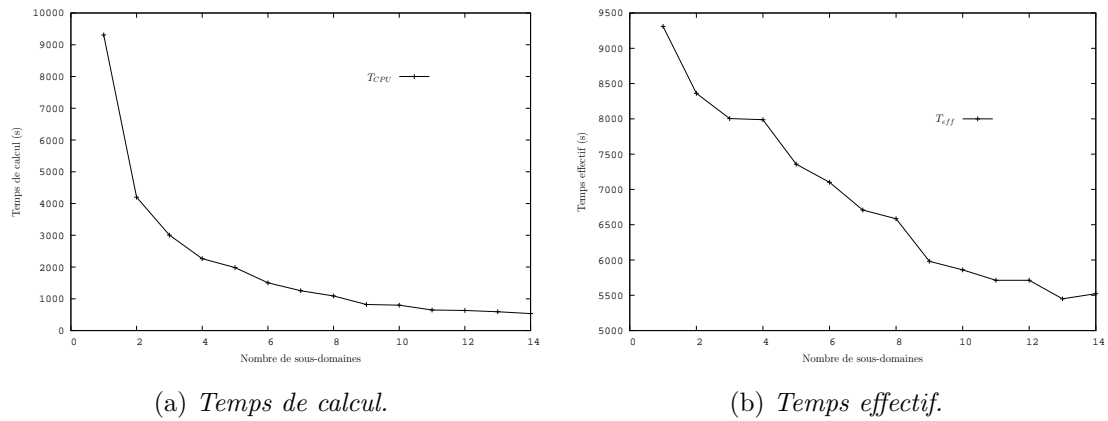 10000
9000
8000
7000
6000
5000
4000
3000
2000
1000
0
Temps de calcul (s)
T_CPU
0 2 4 6 8 10 12 14
Nombre de sous-domaines
(a) Temps de calcul.
9500
9000
8500
8000
7500
7000
6500
6000
5500
5000
Temps effectif (s)
T_eff
0 2 4 6 8 10 12 14
Nombre de sous-domaines
(b) Temps effectif.